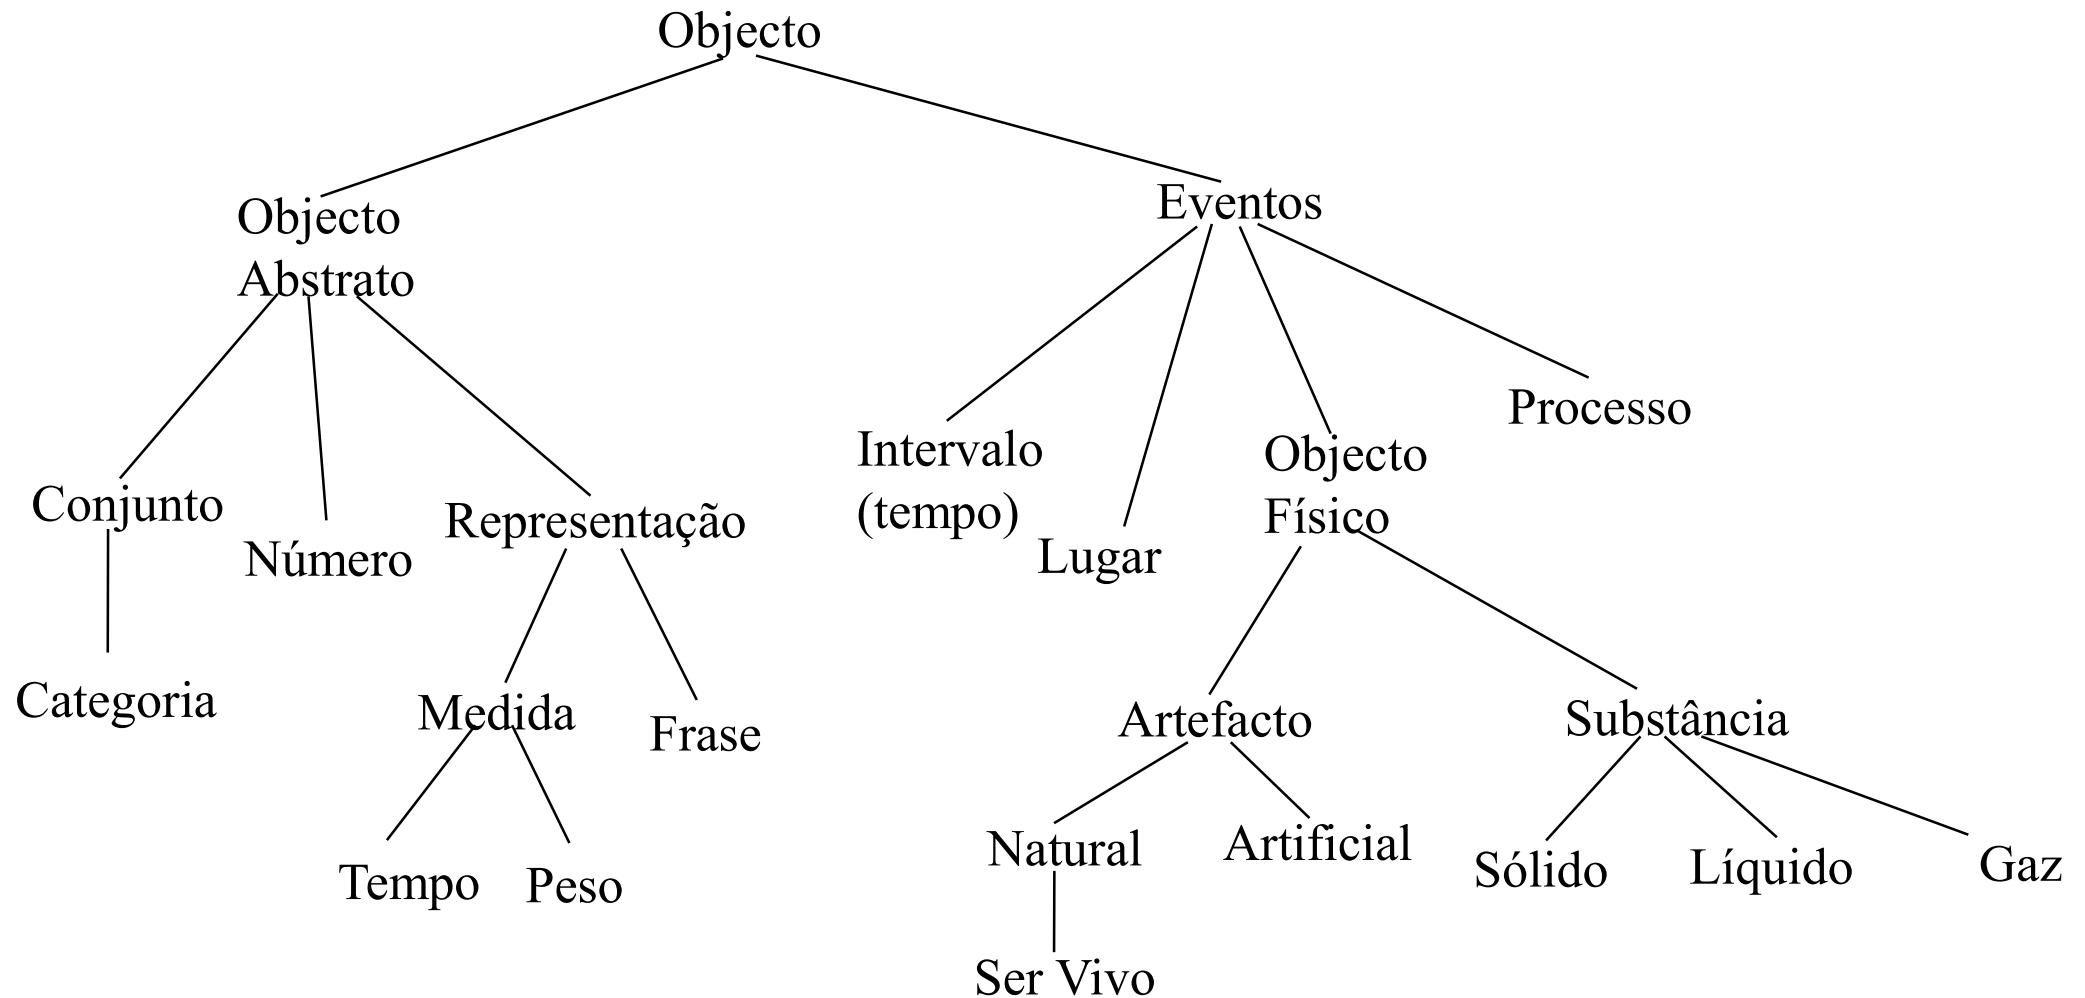 Objecto
Objecto
Abstrato
Eventos
Conjunto
Número
Representação
Intervalo
(tempo)
Lugar
Objecto
Físico
Processo
Categoria
Medida
Frase
Artefacto
Substância
Tempo
Peso
Natural
Artificial
Sólido
Líquido
Gaz
Ser Vivo